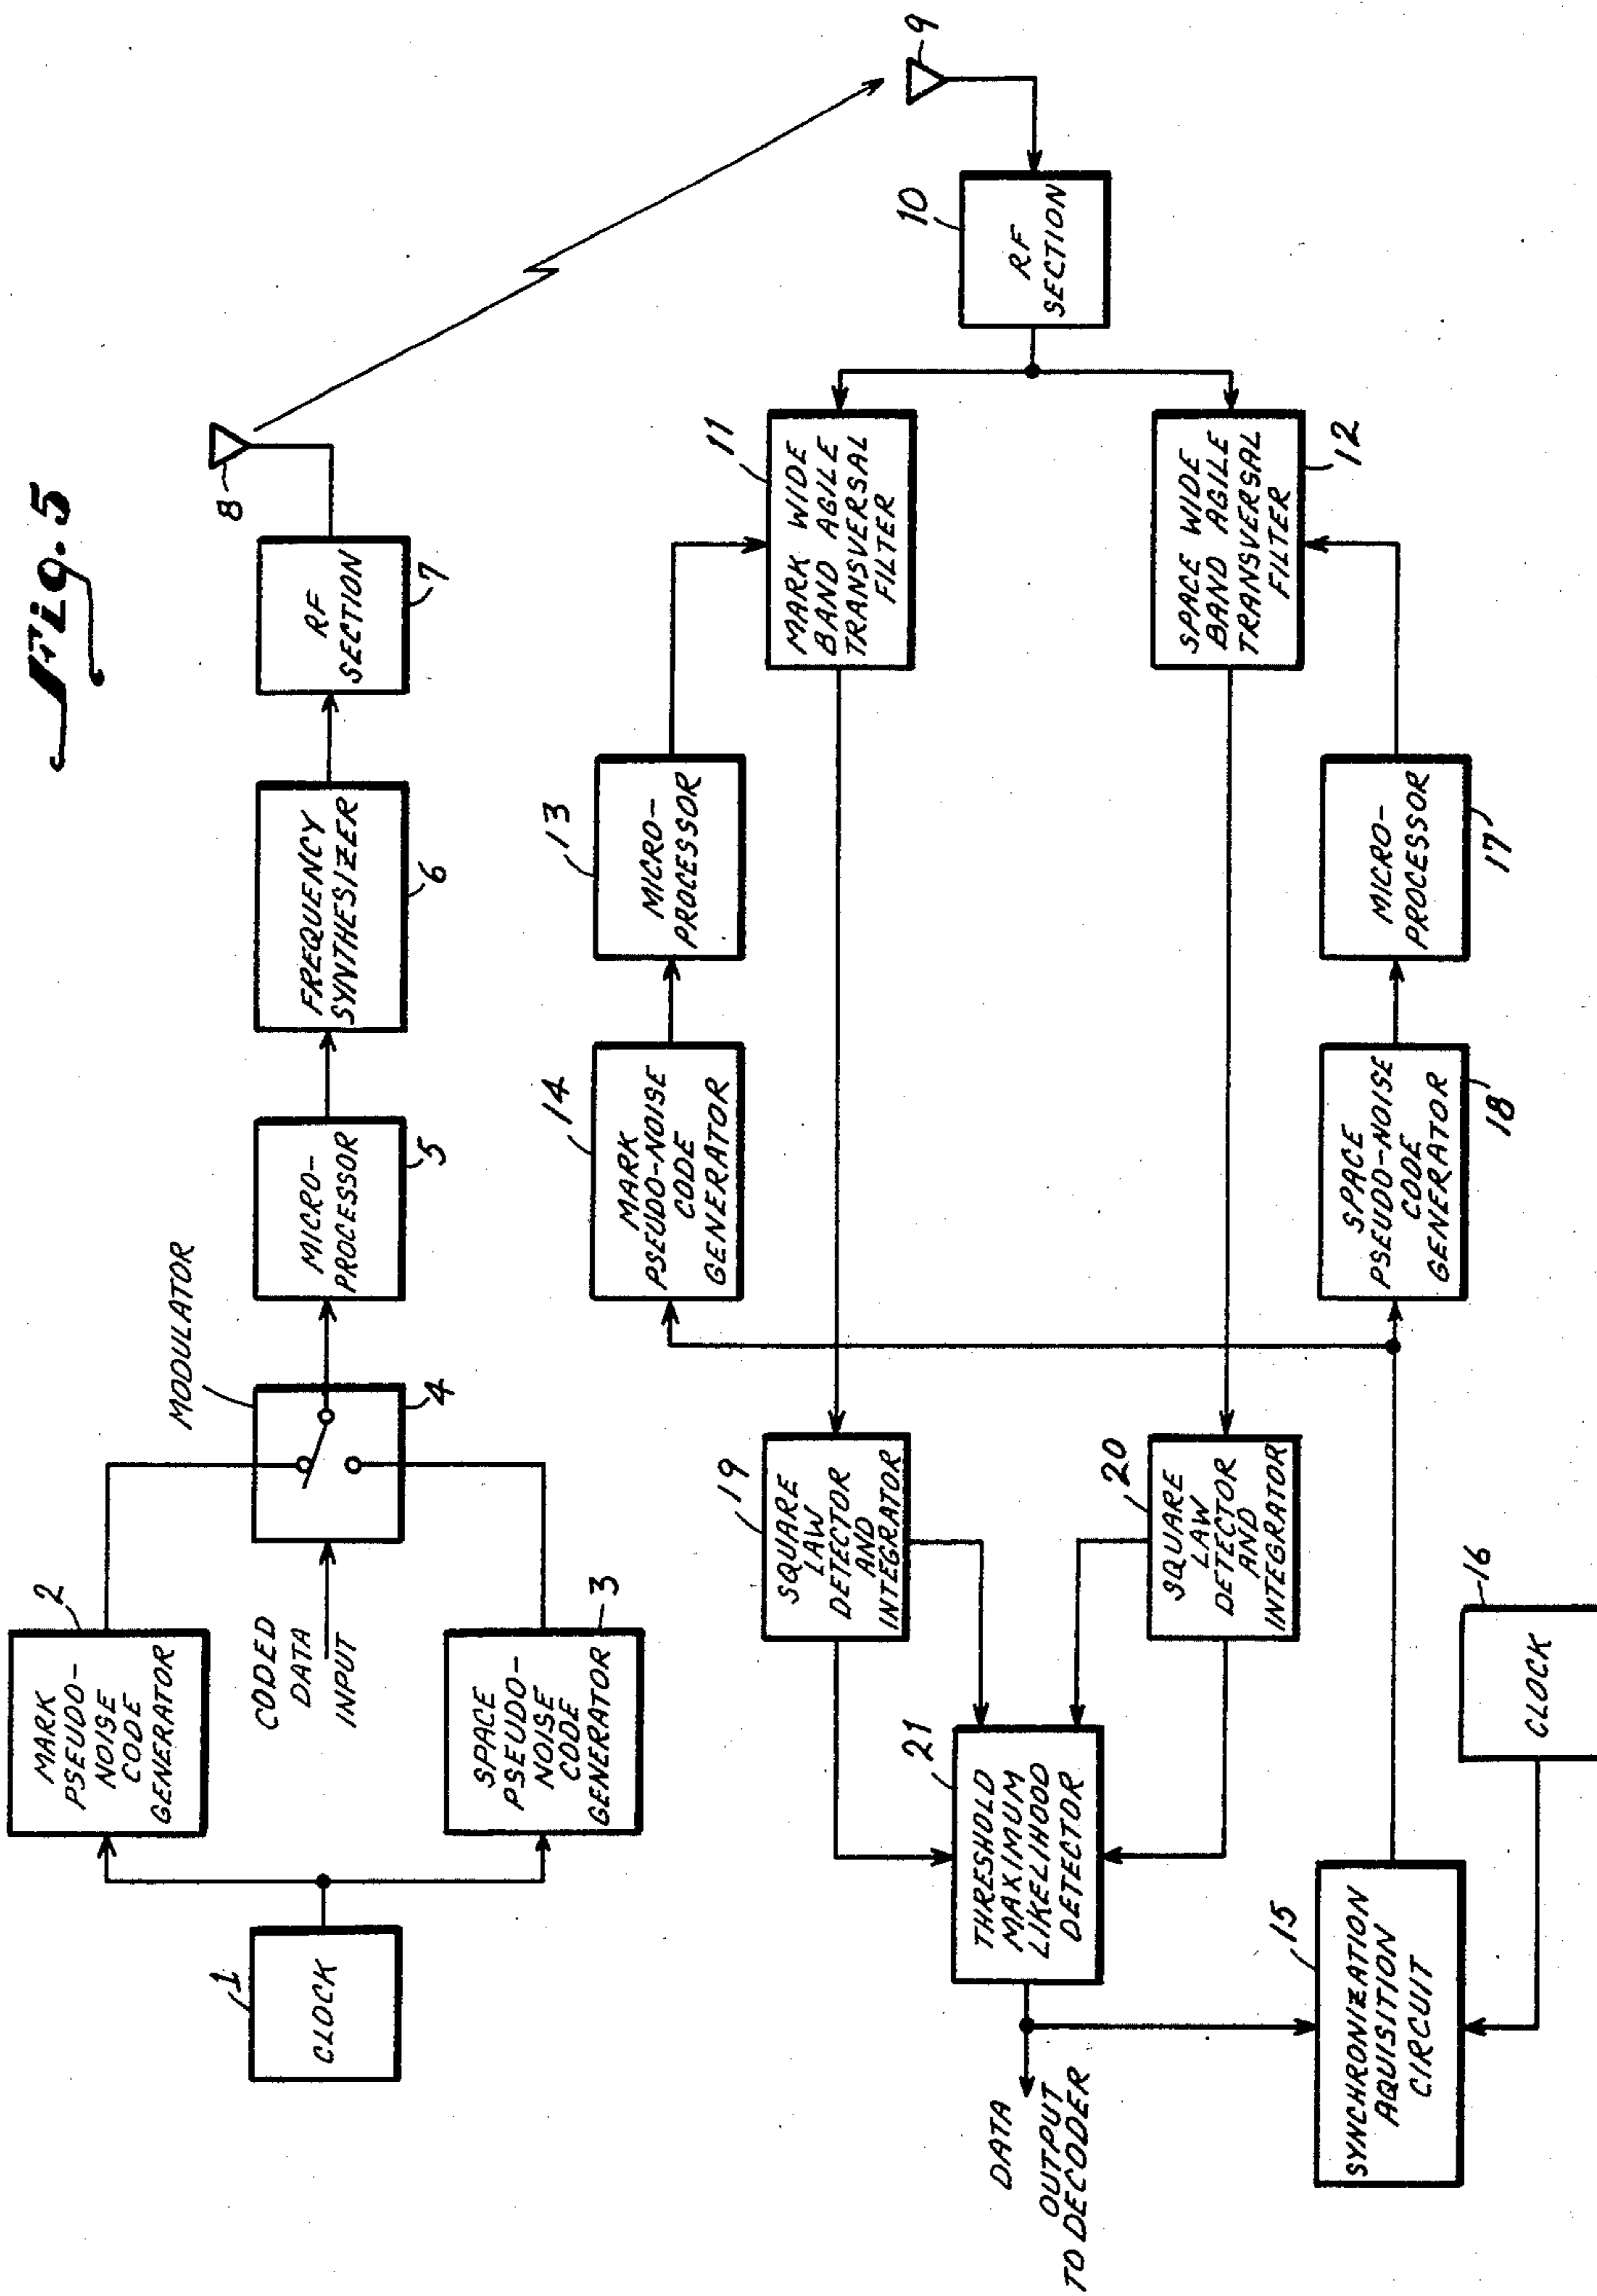 Fig. 5
1
CLOCK
2
MARK
PSEUDO-
NOISE
CODE
GENERATOR
3
SPACE
PSEUDO-
NOISE
CODE
GENERATOR
CODED
DATA
INPUT
MODULATOR
4
MICRO-
PROCESSOR
5
FREQUENCY
SYNTHESIZER
6
RF
SECTION
7
8
9
10
RF
SECTION
11
MARK WIDE
BAND AGILE
TRANSVERSAL
FILTER
12
SPACE WIDE
BAND AGILE
TRANSVERSAL
FILTER
13
MICRO-
PROCESSOR
14
MARK
PSEUDO-NOISE
CODE
GENERATOR
17
MICRO-
PROCESSOR
18
SPACE
PSEUDO-NOISE
CODE
GENERATOR
19
SQUARE
LAW
DETECTOR
AND
INTEGRATOR
20
SQUARE
LAW
DETECTOR
AND
INTEGRATOR
21
THRESHOLD
MAXIMUM
LIKELIHOOD
DETECTOR
DATA
OUTPUT
TO DECODER
15
SYNCHRONIZATION
AQUISITION
CIRCUIT
16
CLOCK